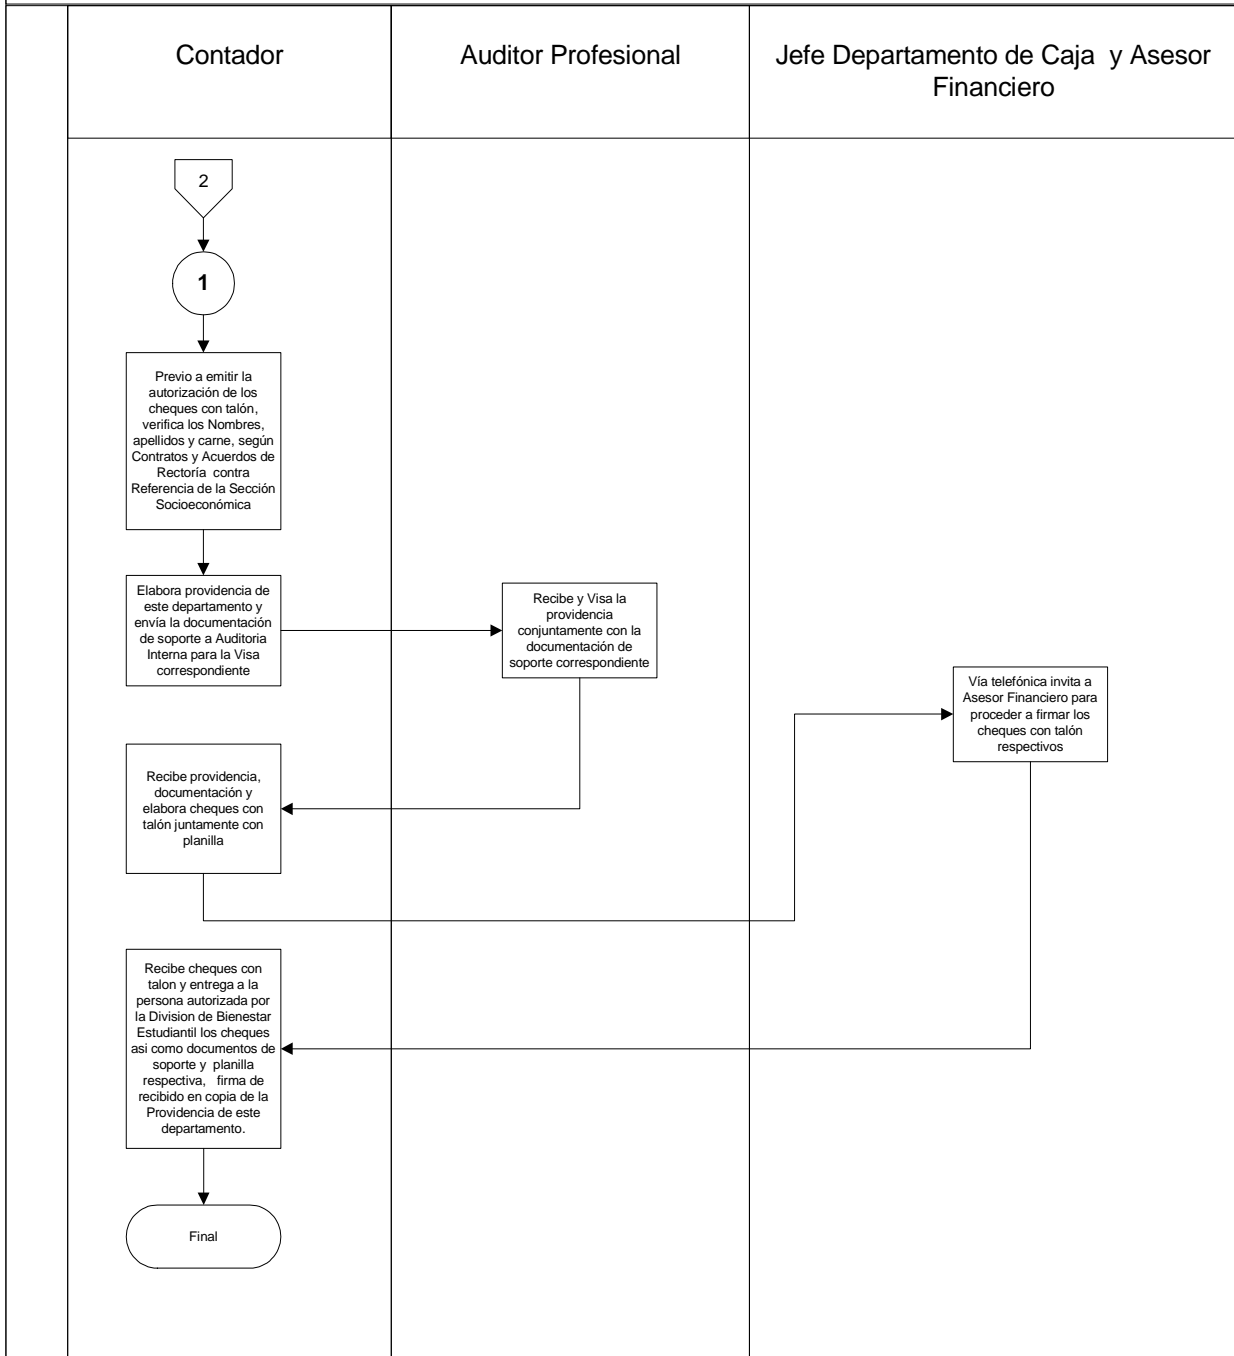 Contador
Auditor Profesional
Jefe Departamento de Caja y Asesor
Financiero
2
1
Previo a emitir la
autorización de los
cheques con talón,
verifica los Nombres,
apellidos y carne, según
Contratos y Acuerdos de
Rectoría contra
Referencia de la Sección
Socioeconómica
Elabora providencia de
este departamento y
envía la documentación
de soporte a Auditoria
Interna para la Visa
correspondiente
Recibe y Visa la
providencia
conjuntamente con la
documentación de
soporte correspondiente
Vía telefónica invita a
Asesor Financiero para
proceder a firmar los
cheques con talón
respectivos
Recibe providencia,
documentación y
elabora cheques con
talón juntamente con
planilla
Recibe cheques con
talon y entrega a la
persona autorizada por
la Division de Bienestar
Estudiantil los cheques
asi como documentos de
soporte y planilla
respectiva, firma de
recibido en copia de la
Providencia de este
departamento.
Final